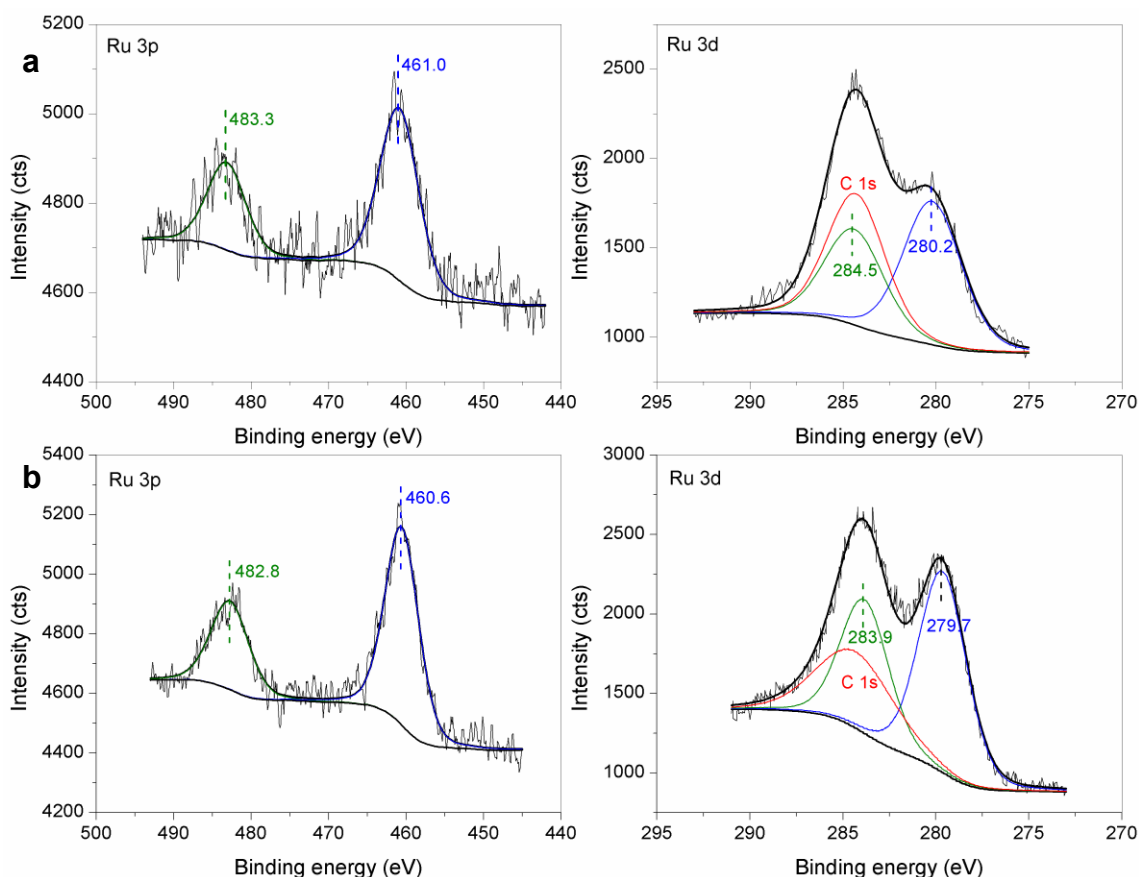 a
Ru 3p
483.3
461.0
5200
5000
4800
4600
4400
Intensity (cts)
500 490 480 470 460 450 440
Binding energy (eV)
Ru 3d
C 1s
284.5
280.2
2500
2000
1500
1000
Intensity (cts)
295 290 285 280 275 270
Binding energy (eV)
b
Ru 3p
482.8
460.6
5400
5200
5000
4800
4600
4400
4200
Intensity (cts)
500 490 480 470 460 450 440
Binding energy (eV)
Ru 3d
283.9
279.7
C 1s
3000
2500
2000
1500
1000
Intensity (cts)
295 290 285 280 275 270
Binding energy (eV)